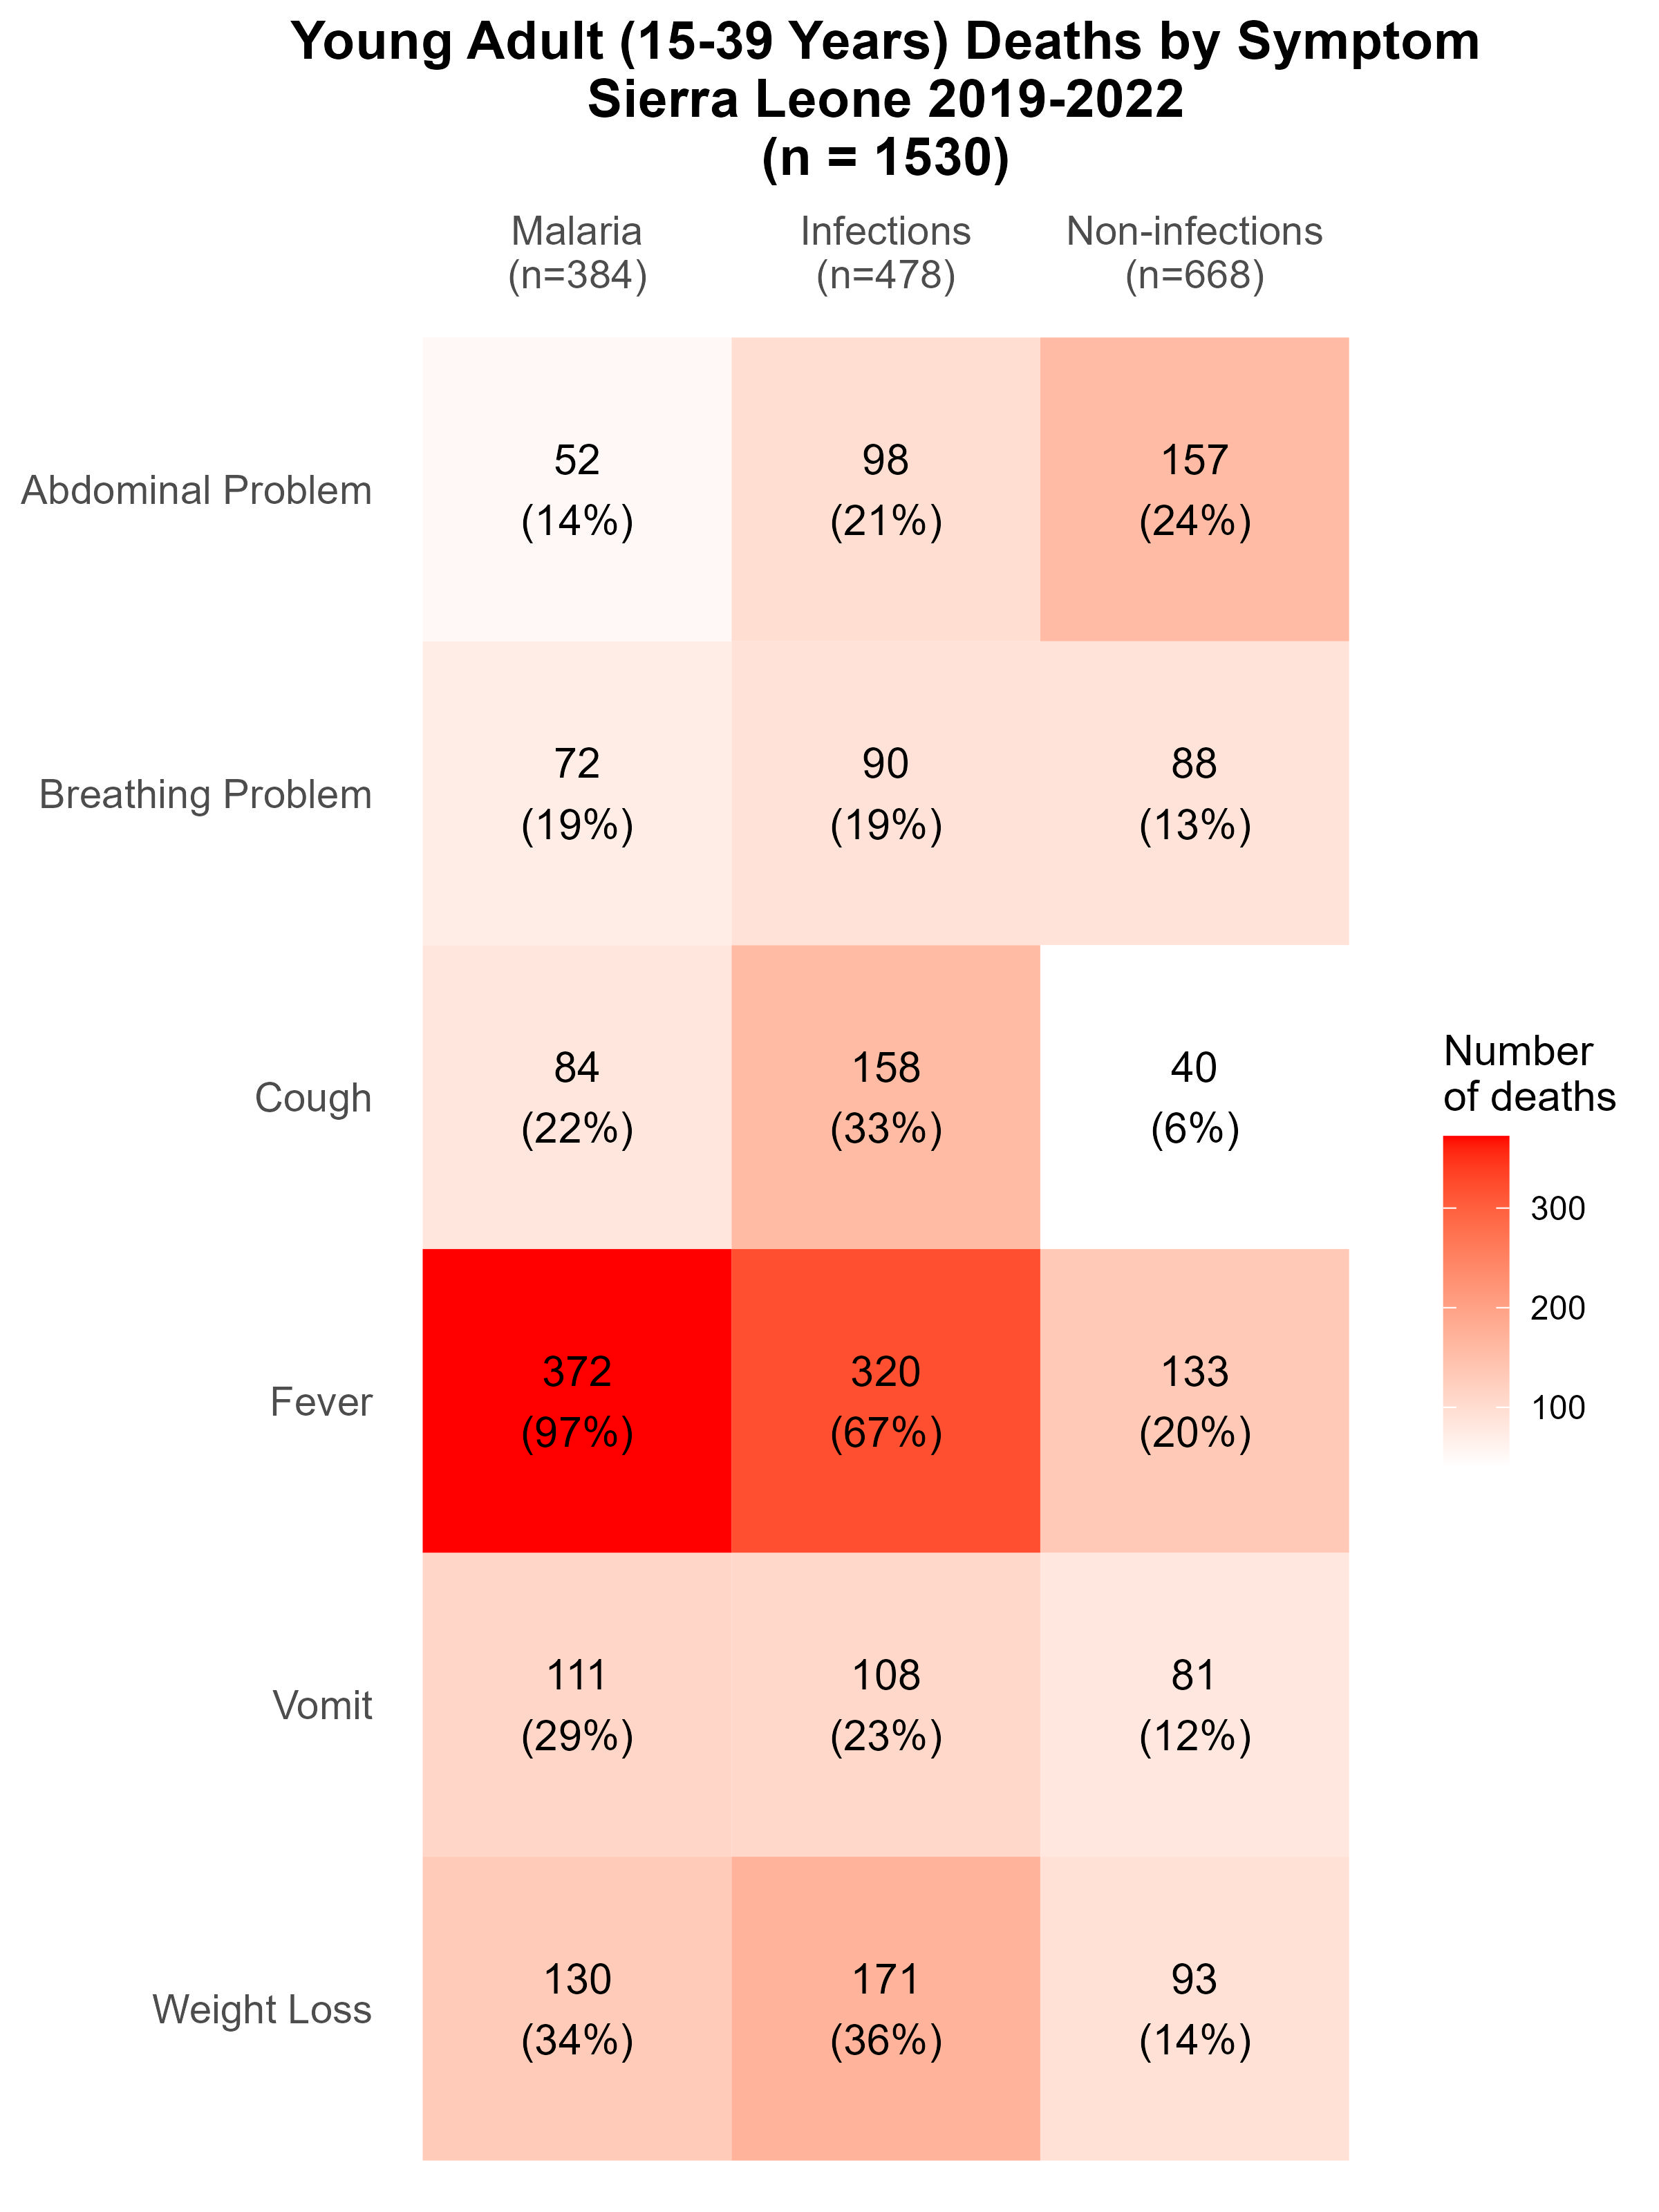 Young Adult (15-39 Years) Deaths by Symptom
Sierra Leone 2019-2022
(n = 1530)
Malaria Infections Non-infections
(n=384) (n=478) (n=668)
Abdominal Problem
52 98 157
(14%) (21%) (24%)
Breathing Problem
72 90 88
(19%) (19%) (13%)
Cough
84 158 40
(22%) (33%) (6%)
Fever
372 320 133
(97%) (67%) (20%)
Vomit
111 108 81
(29%) (23%) (12%)
Weight Loss
130 171 93
(34%) (36%) (14%)
Number
of deaths
300
200
100